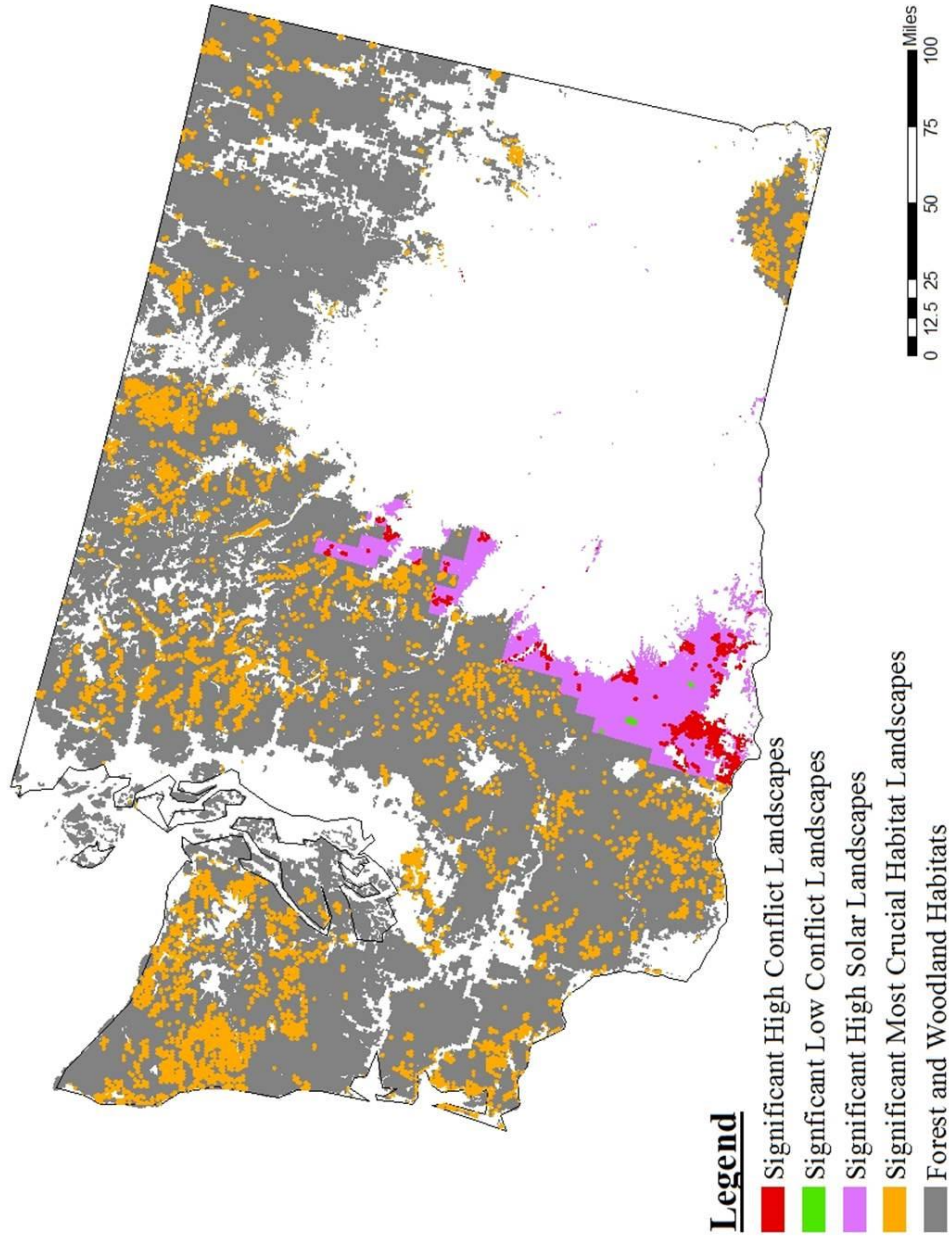 Legend
Significant High Conflict Landscapes
Signficant Low Conflict Landscapes
Significant High Solar Landscapes
Significant Most Crucial Habitat Landscapes
Forest and Woodland Habitats
0 12.5 25 50 75 100
Miles